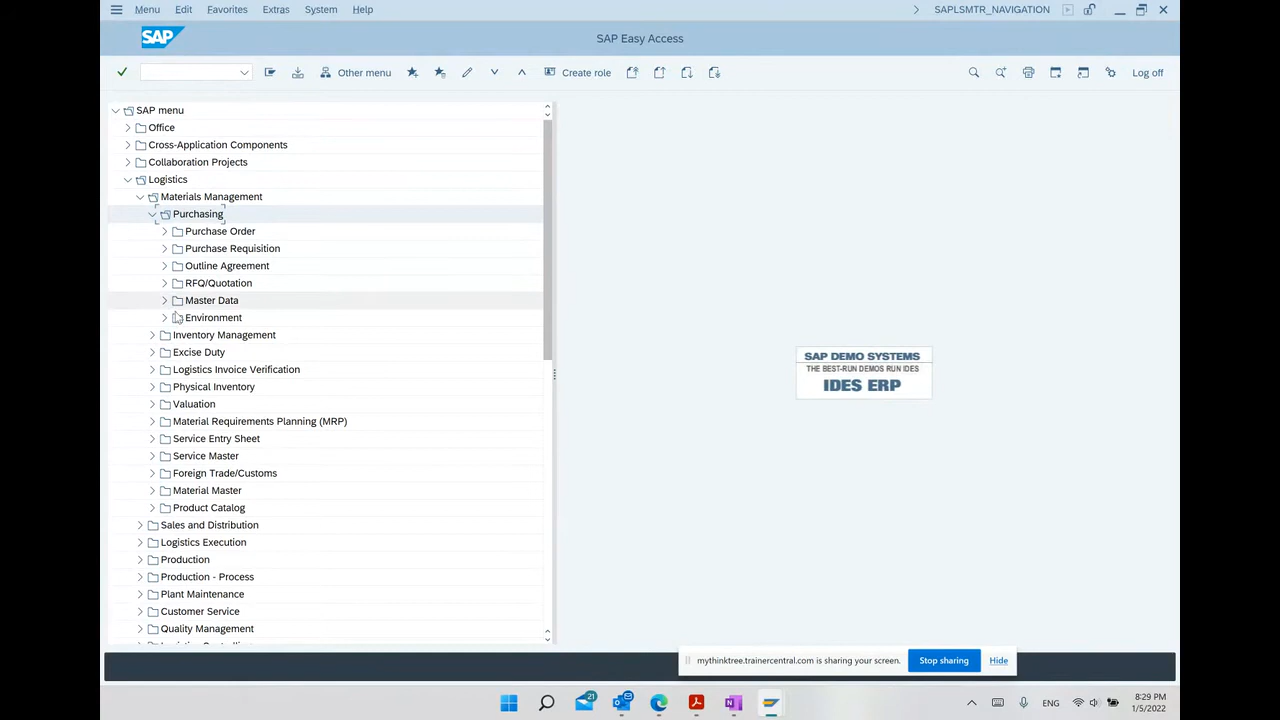 Menu Edit Favorites Extras System Help SAPLSMTR_NAVIGATION
SAP SAP Easy Access
Other menu Create role Log off
SAP menu
Office
Cross-Application Components
Collaboration Projects
Logistics
Materials Management
Purchasing
Purchase Order
Purchase Requisition
Outline Agreement
RFQ/Quotation
Master Data
Environment
Inventory Management
Excise Duty
Logistics Invoice Verification
Physical Inventory
Valuation
Material Requirements Planning (MRP)
Service Entry Sheet
Service Master
Foreign Trade/Customs
Material Master
Product Catalog
Sales and Distribution
Logistics Execution
Production
Production - Process
Plant Maintenance
Customer Service
Quality Management
SAP DEMO SYSTEMS
THE BEST-RUN DEMOS RUN IDES
IDES ERP
mythinktree.trainercentral.com is sharing your screen. Stop sharing Hide
21
ENG
8:29 PM
1/5/2022